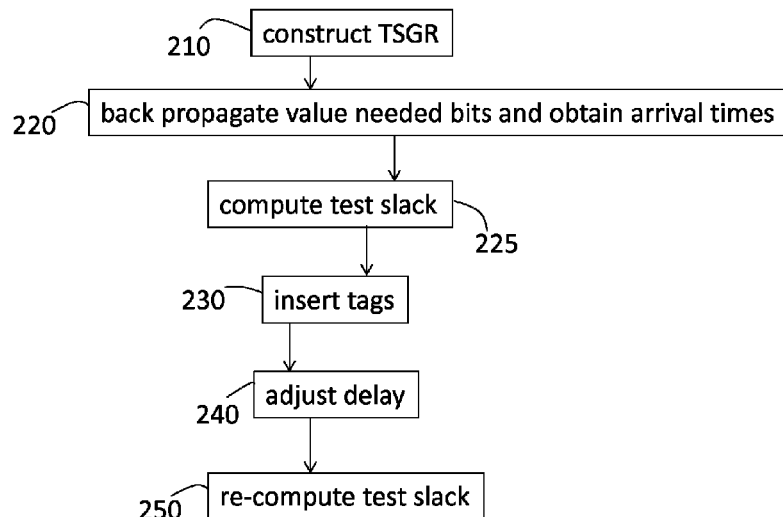 construct TSGR
210
back propagate value needed bits and obtain arrival times
220
compute test slack
225
insert tags
230
adjust delay
240
re-compute test slack
250